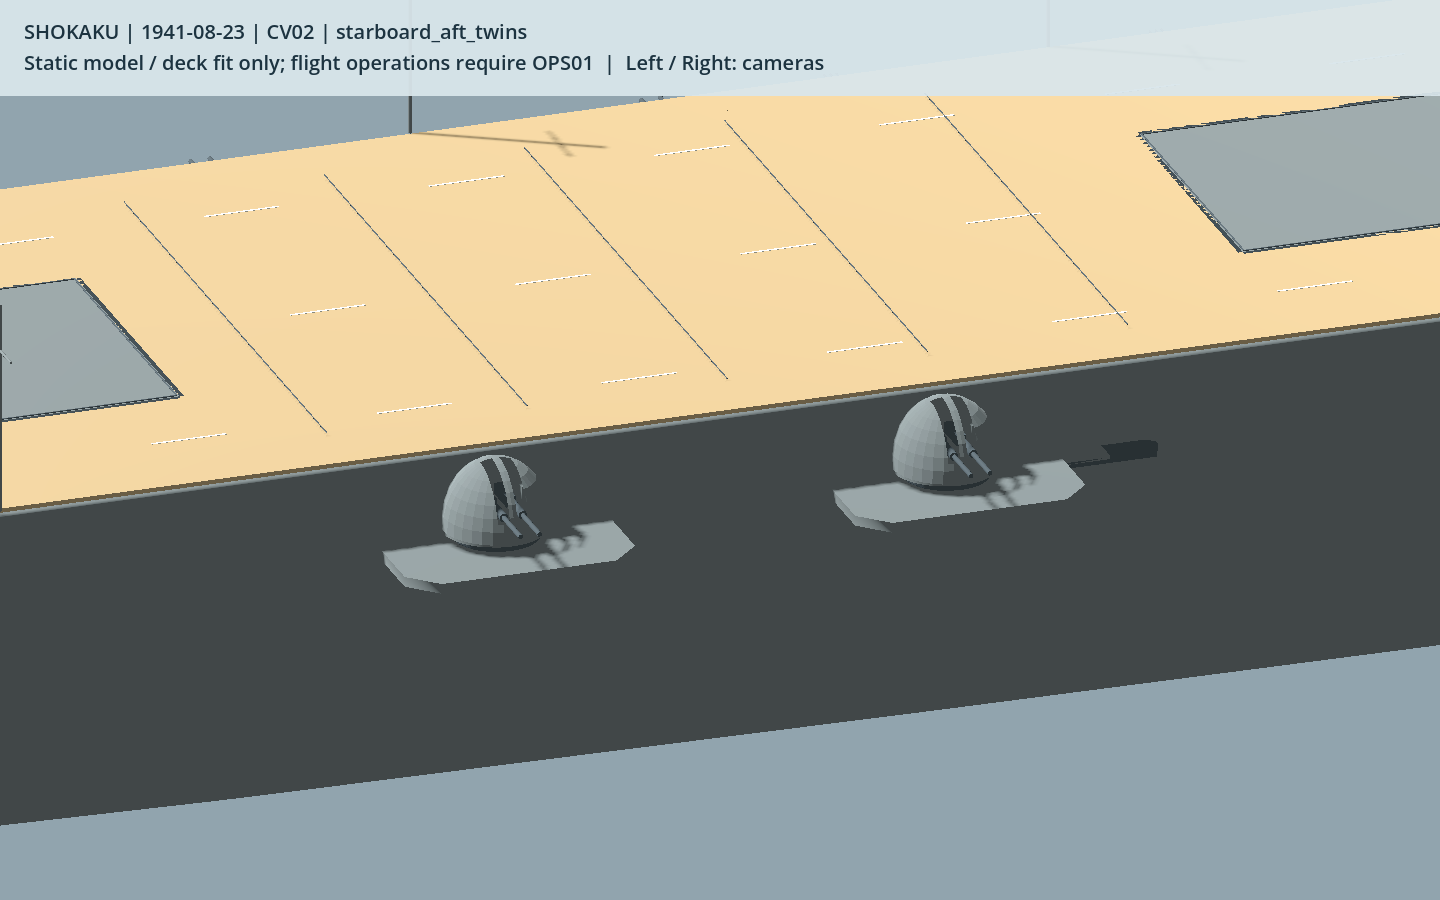 SHOKAKU | 1941-08-23 | CV02 | starboard_aft_twins
Static model / deck fit only; flight operations require OPS01 | Left / Right: cameras